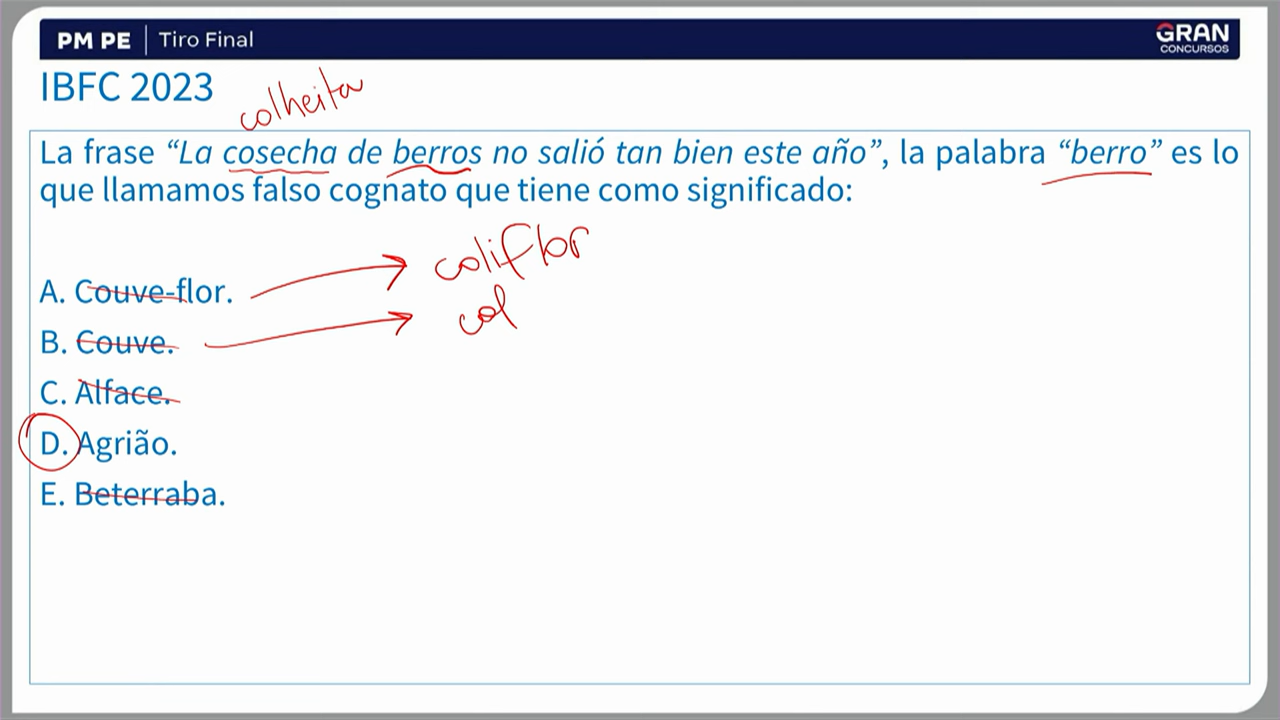 PM PE | Tiro Final
GRAN
CONCURSOS
IBFC 2023
colheita
La frase “La cosecha de berros no salió tan bien este año”, la palabra “berro” es lo
que llamamos falso cognato que tiene como significado:
coliflor
A. Couve-flor.
col
B. Couve.
C. Alface.
D. Agrião.
E. Beterraba.